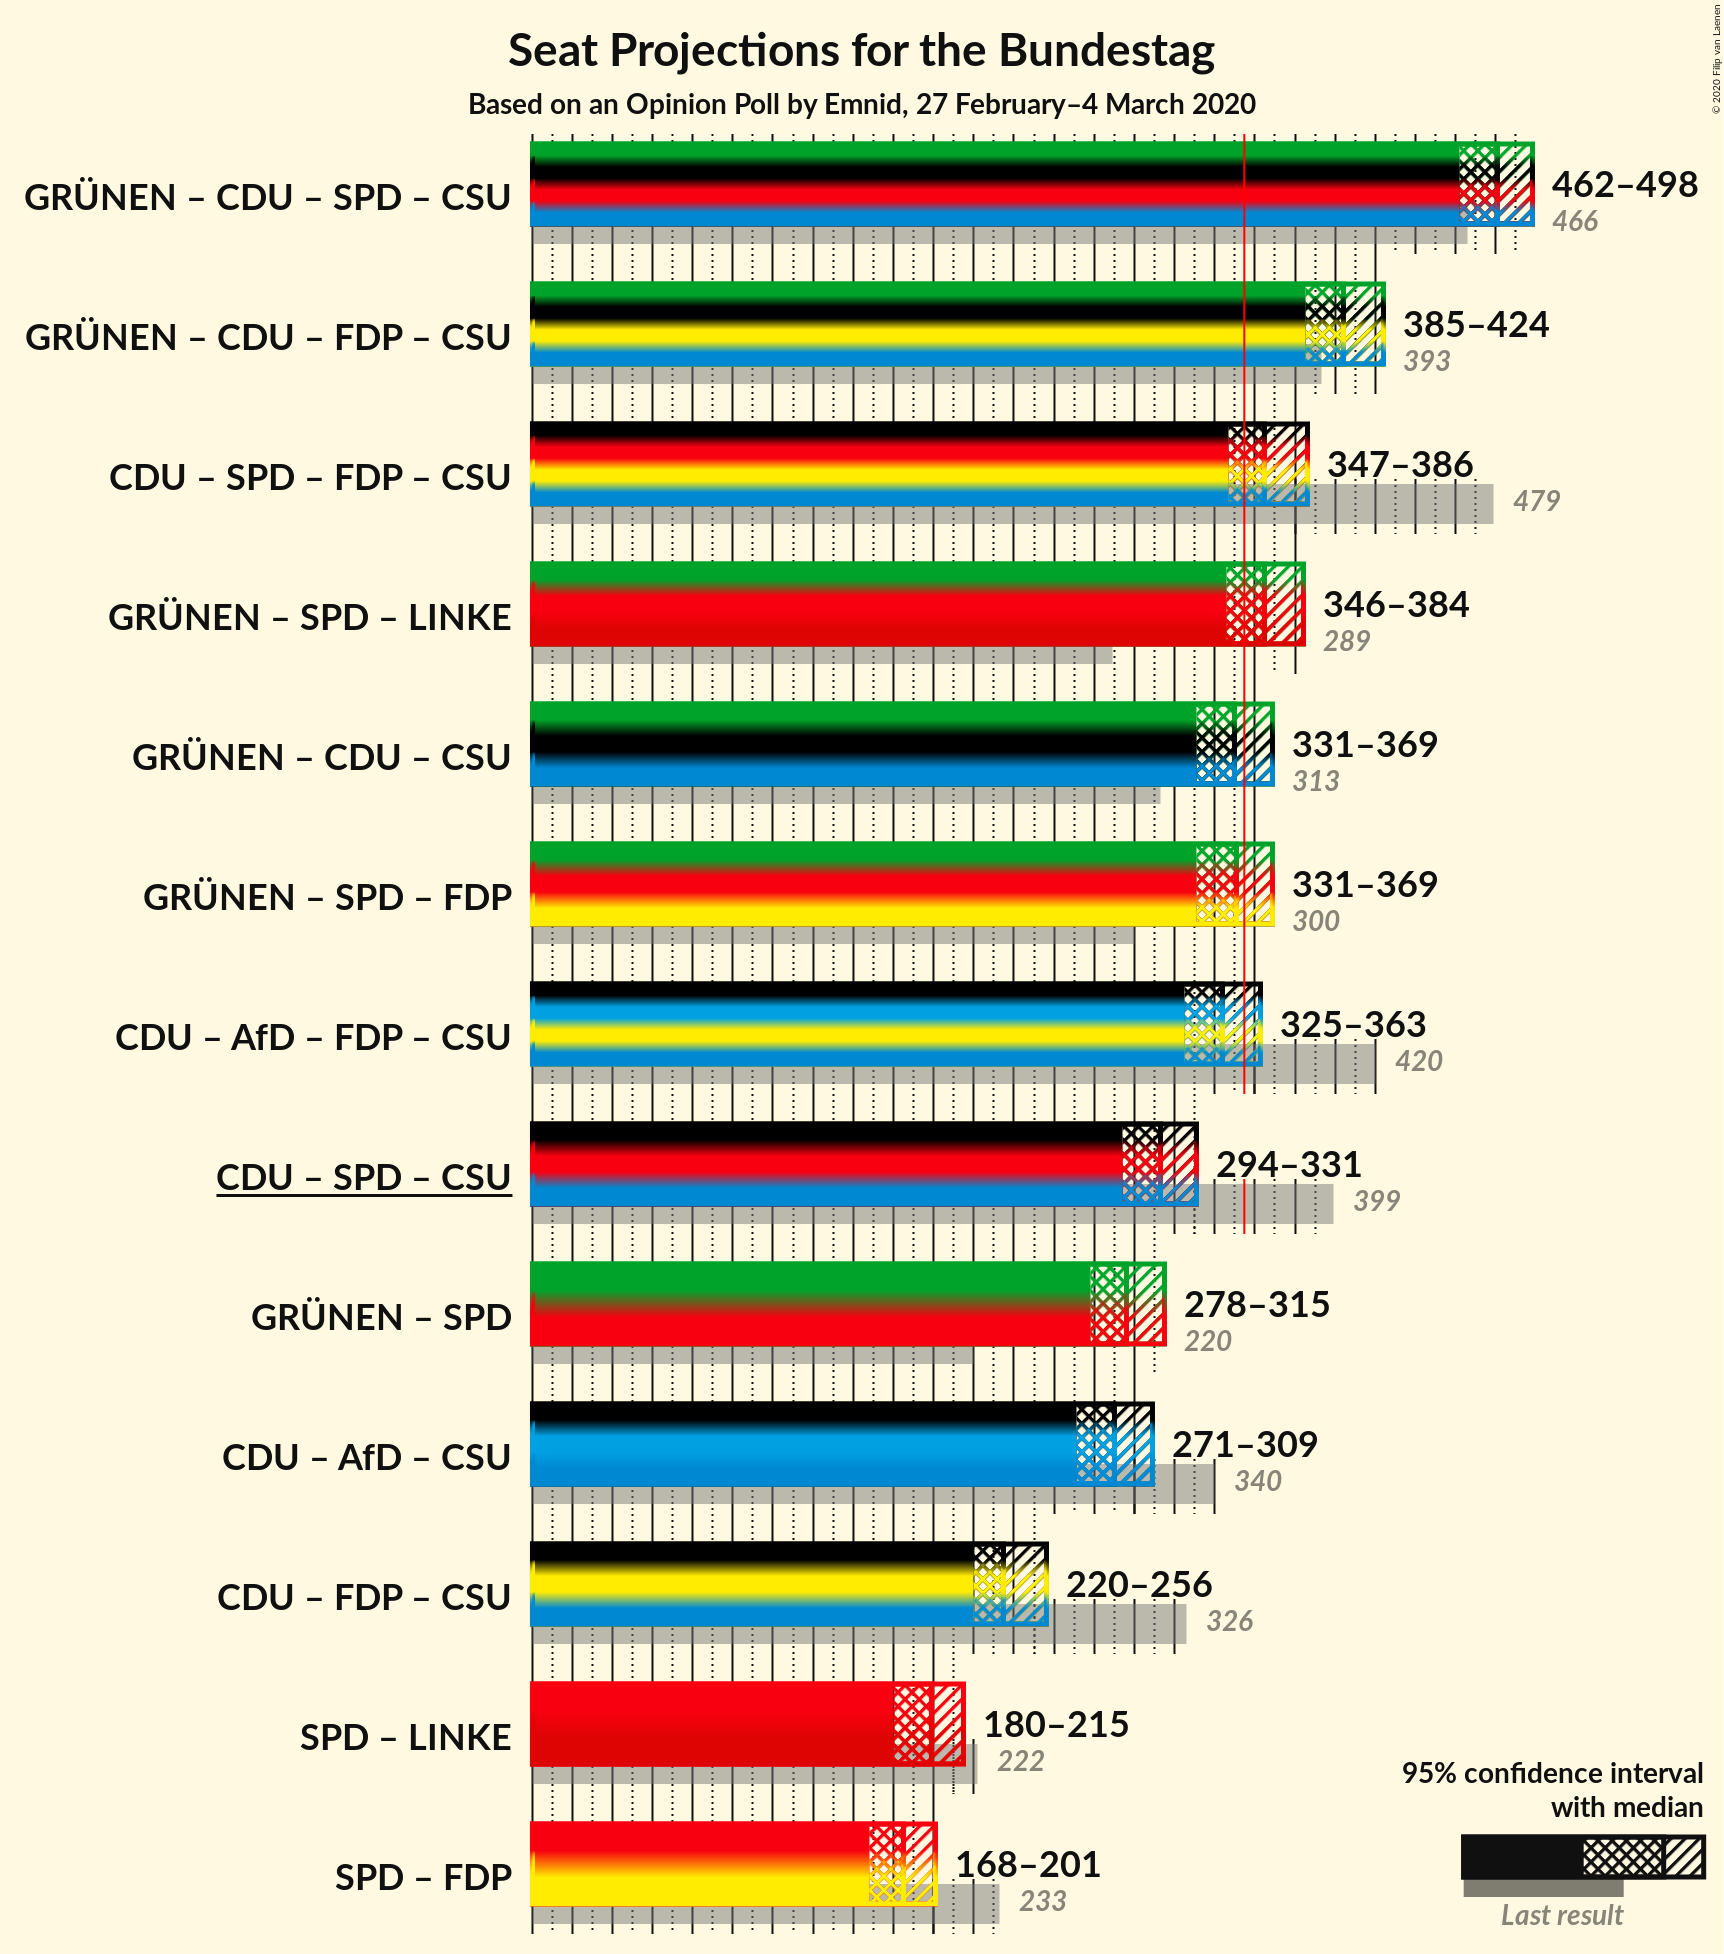 Seat Projections for the Bundestag
Based on an Opinion Poll by Emnid, 27 February–4 March 2020
© 2020 Filip van Laenen
GRÜNEN – CDU – SPD – CSU
462–498
466
GRÜNEN – CDU – FDP – CSU
385–424
393
CDU – SPD – FDP – CSU
347–386
479
GRÜNEN – SPD – LINKE
346–384
289
GRÜNEN – CDU – CSU
331–369
313
GRÜNEN – SPD – FDP
331–369
300
CDU – AfD – FDP – CSU
325–363
420
CDU – SPD – CSU
294–331
399
GRÜNEN – SPD
278–315
220
CDU – AfD – CSU
271–309
340
CDU – FDP – CSU
220–256
326
SPD – LINKE
180–215
222
SPD – FDP
168–201
233
95% confidence interval
with median
Last result